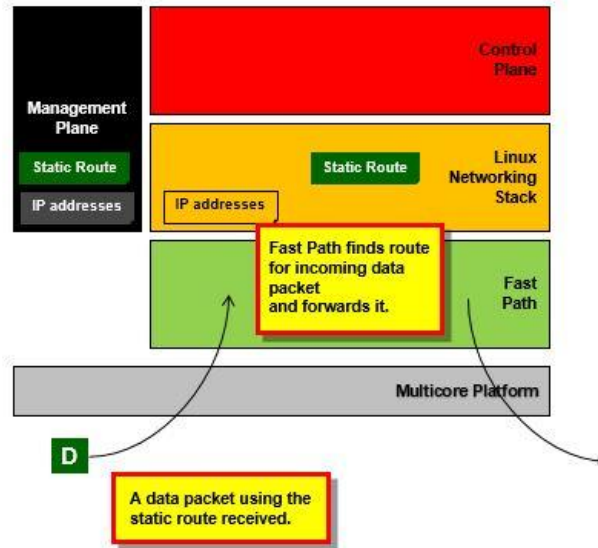 Control
Plane
Management
Plane
Static Route
IP addresses
Static Route
Linux
Networking
Stack
IP addresses
Fast Path finds route
for incoming data
packet
and forwards it.
Fast
Path
Multicore Platform
D
A data packet using the
static route received.